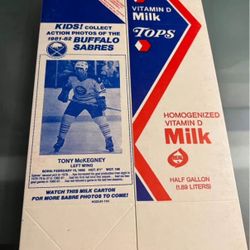 KIDS! COLLECT
ACTION PHOTOS OF THE
1981-82 BUFFALO
SABRES
TONY McKEGNEY
LEFT WING
WATCH THIS MILK CARTON
FOR MORE SABRE PHOTOS TO COME!
VITAMIN D
Milk
TOPS
HOMOGENIZED
VITAMIN D
Milk
HALF GALLON
(1.89 LITERS)